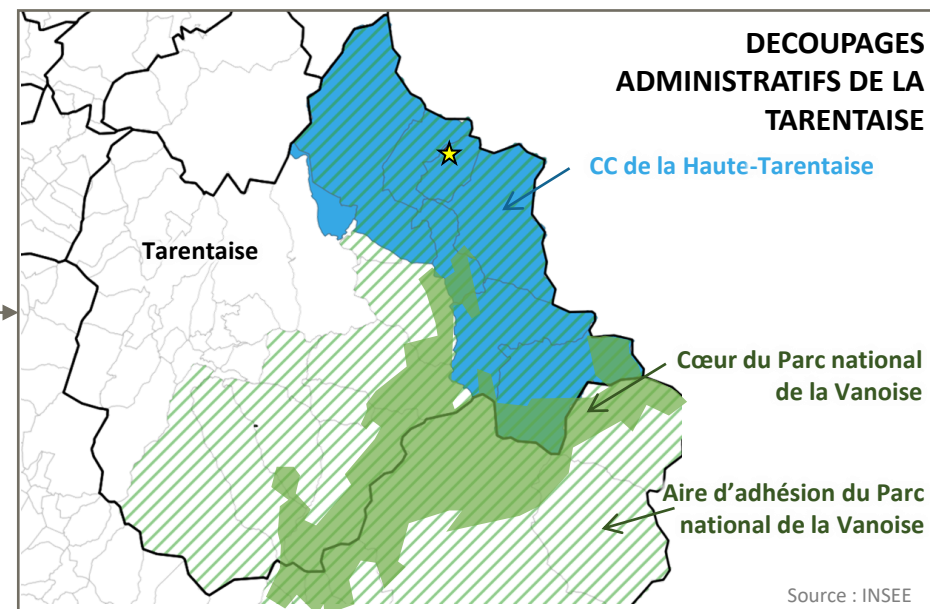 DECOUPAGES
ADMINISTRATIFS DE LA
TARENTAISE
CC de la Haute-Tarentaise
Tarentaise
Cœur du Parc national
de la Vanoise
Aire d’adhésion du Parc
national de la Vanoise
Source : INSEE